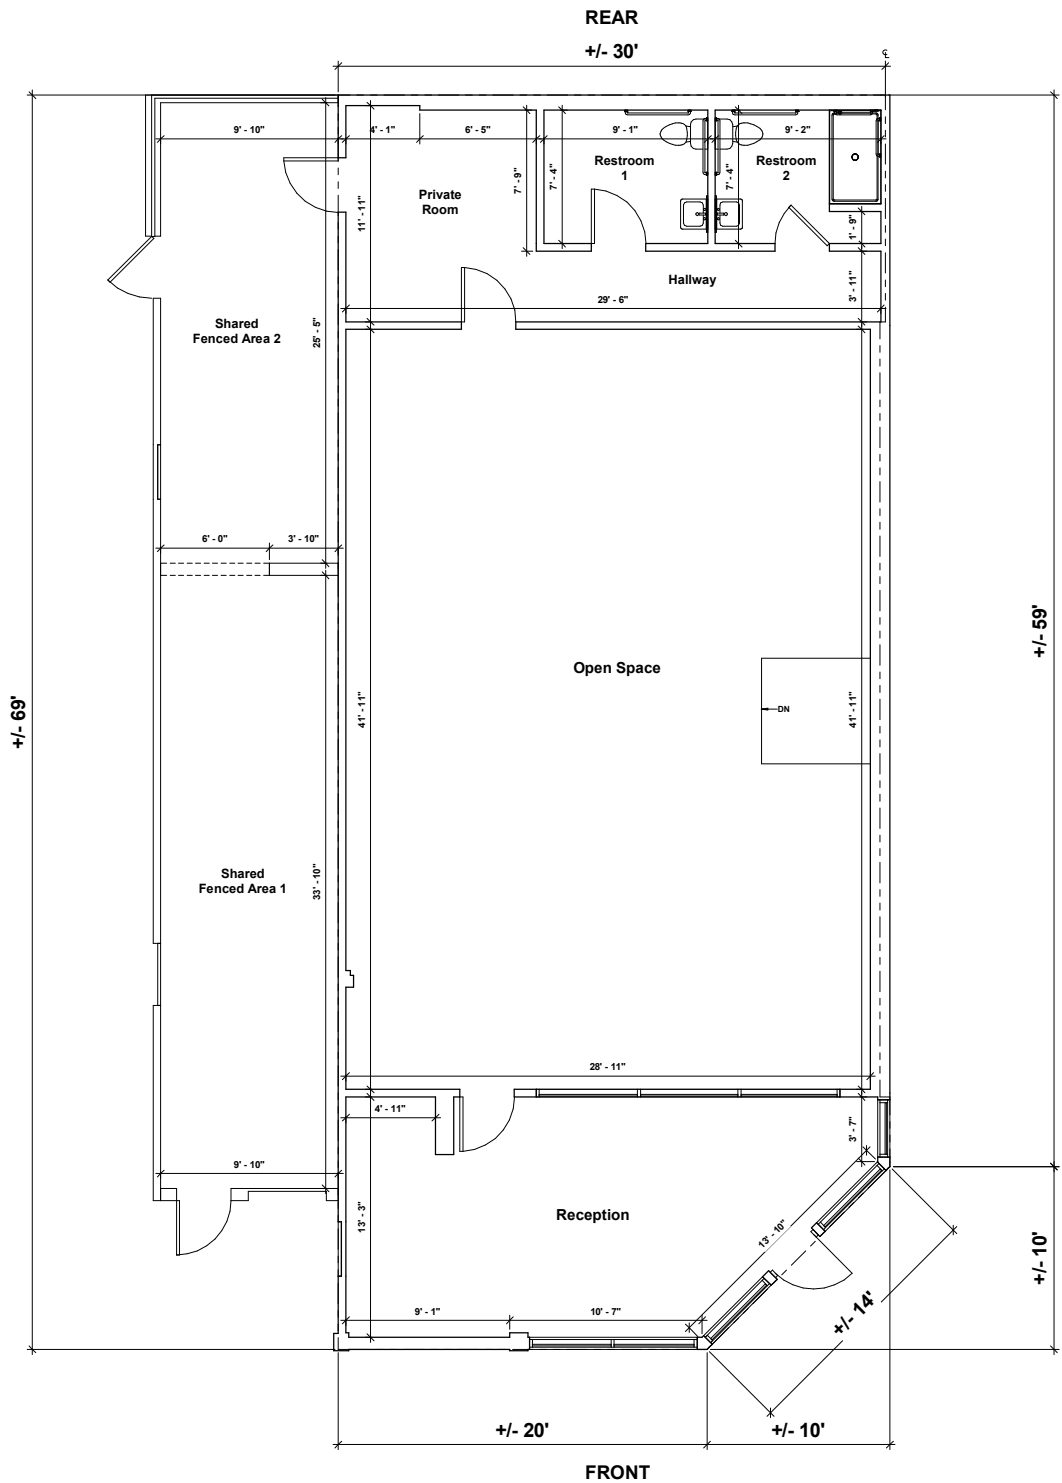 REAR
+/- 30'
℄
9' - 10"
4' - 1"
6' - 5"
9' - 1"
9' - 2"
Restroom
1
Restroom
2
7' - 9"
7' - 4"
7' - 4"
Private
Room
11' - 11"
1' - 9"
3' - 11"
Hallway
29' - 6"
Shared
Fenced Area 2
25' - 5"
6' - 0"
3' - 10"
+/- 59'
Open Space
+/- 69'
41' - 11"
DN
41' - 11"
Shared
Fenced Area 1
33' - 10"
28' - 11"
4' - 11"
3' - 7"
9' - 10"
13' - 3"
Reception
13' - 10"
+/- 10'
9' - 1"
10' - 7"
+/- 14'
+/- 20'
+/- 10'
FRONT